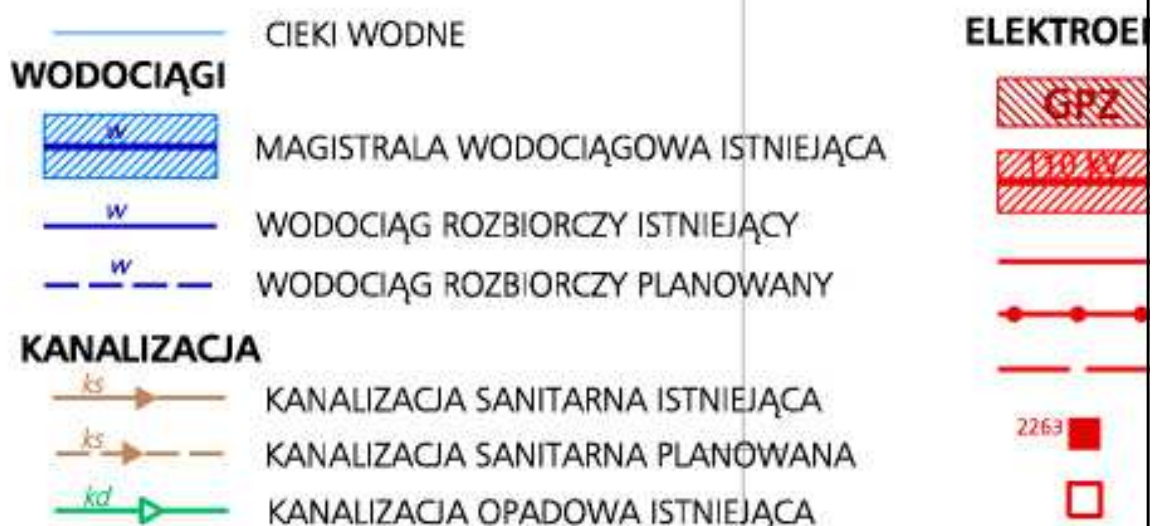 CIEKI WODNE
WODOCIĄGI
w MAGISTRALA WODOCIĄGOWA ISTNIEJĄCA
w WODOCIĄG ROZBIORCZY ISTNIEJĄCY
w WODOCIĄG ROZBIORCZY PLANOWANY
KANALIZACJA
ks KANALIZACJA SANITARNA ISTNIEJĄCA
ks KANALIZACJA SANITARNA PLANOWANA
kd KANALIZACJA OPADOWA ISTNIEJĄCA
GPZ
110 kV
2263